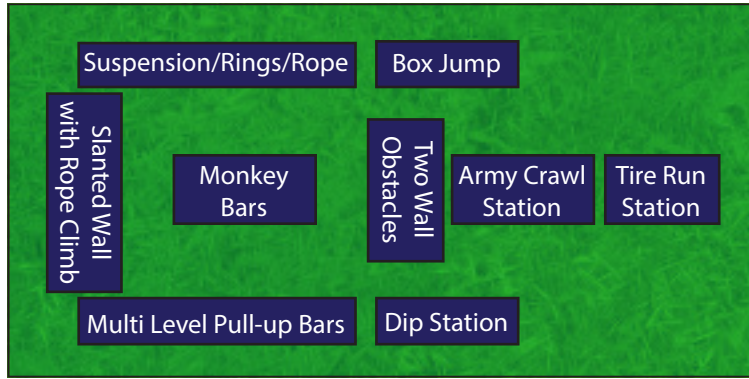 Suspension/Rings/Rope
Box Jump
Slanted Wall
with Rope Climb
Monkey
Bars
Two Wall
Obstacles
Army Crawl
Station
Tire Run
Station
Multi Level Pull-up Bars
Dip Station